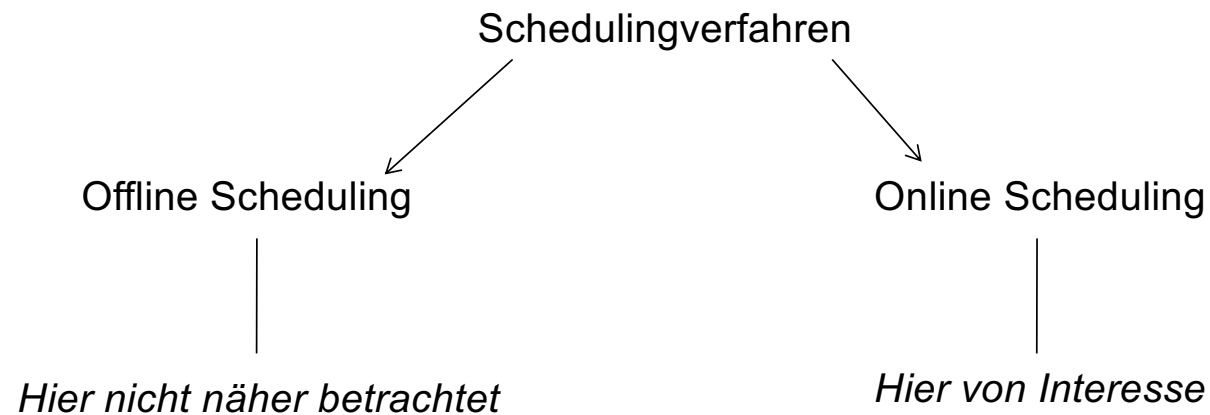 Schedulingverfahren
Offline Scheduling
Online Scheduling
Hier nicht näher betrachtet
Hier von Interesse